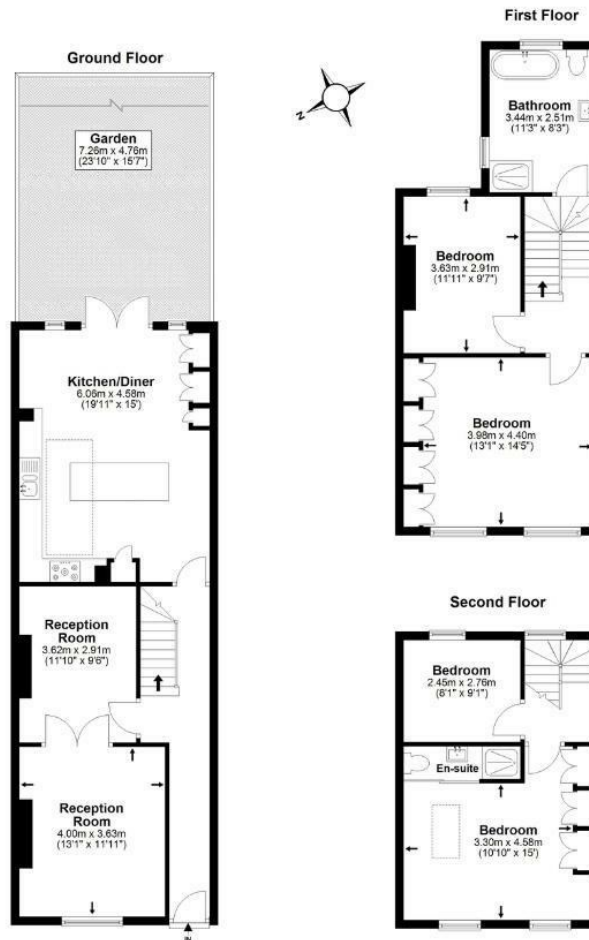 Ground Floor
Garden
7.26m x 4.76m
(23'10" x 15'7")
Kitchen/Diner
6.06m x 4.58m
(19'11" x 15')
Reception
Room
3.62m x 2.91m
(11'10" x 9'6")
Reception
Room
4.00m x 3.63m
(13'1" x 11'11")
IN
N
First Floor
Bathroom
3.44m x 2.51m
(11'3" x 8'3")
Bedroom
3.63m x 2.91m
(11'11" x 9'7")
Bedroom
3.98m x 4.40m
(13'1" x 14'5")
Second Floor
Bedroom
2.45m x 2.76m
(8'1" x 9'1")
En-suite
Bedroom
3.30m x 4.58m
(10'10" x 15')